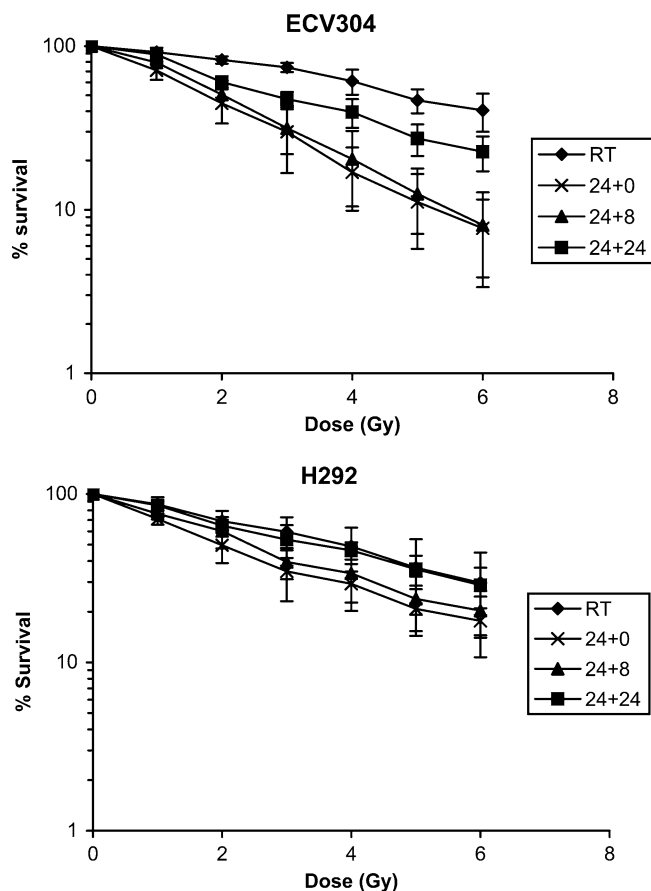 ECV304
100
10
1
% survival
0 2 4 6 8
Dose (Gy)
RT
24+0
24+8
24+24
H292
100
10
1
% Survival
0 2 4 6 8
Dose (Gy)
RT
24+0
24+8
24+24